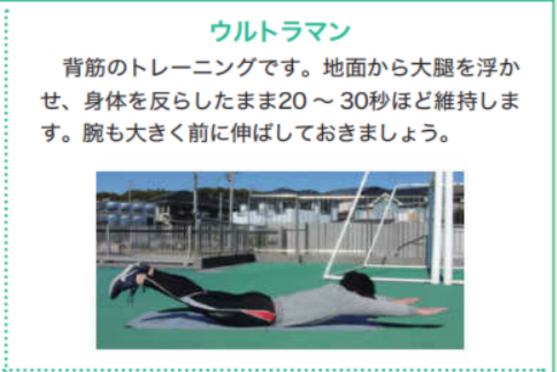 ウルトラマン
背筋のトレーニングです。地面から大腿を浮か
せ、身体を反らしたまま20 ～ 30秒ほど維持しま
す。腕も大きく前に伸ばしておきましょう。